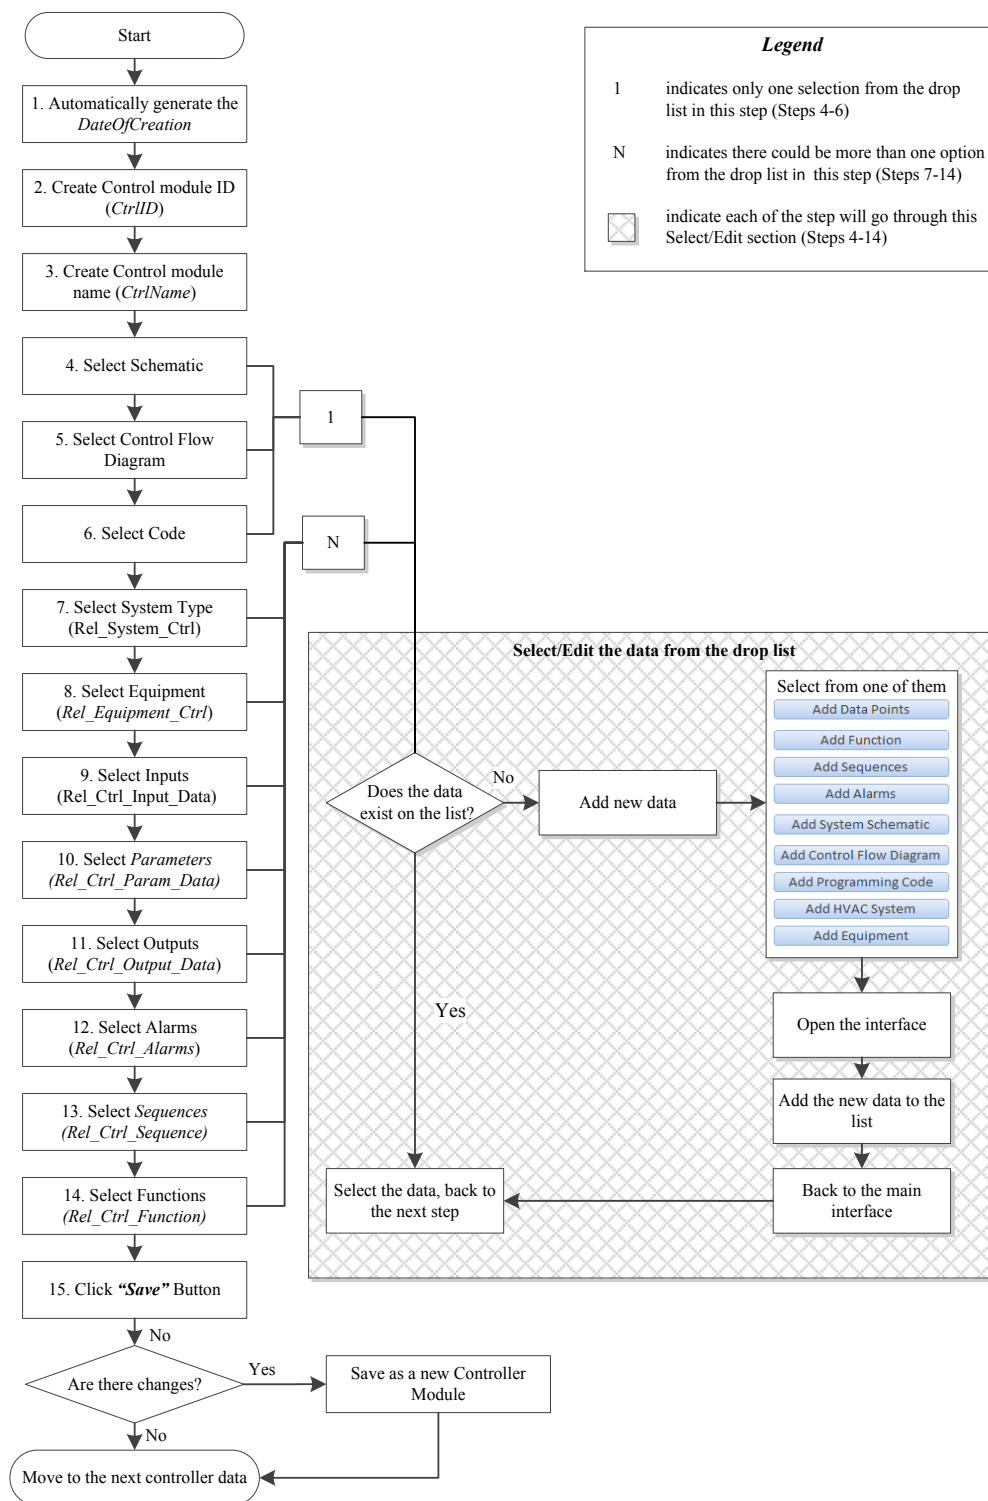 Start
1. Automatically generate the
DateOfCreation
2. Create Control module ID
(CtrlID)
3. Create Control module
name (CtrlName)
4. Select Schematic
5. Select Control Flow
Diagram
6. Select Code
7. Select System Type
(Rel_System_Ctrl)
8. Select Equipment
(Rel_Equipment_Ctrl)
9. Select Inputs
(Rel_Ctrl_Input_Data)
10. Select Parameters
(Rel_Ctrl_Param_Data)
11. Select Outputs
(Rel_Ctrl_Output_Data)
12. Select Alarms
(Rel_Ctrl_Alarms)
13. Select Sequences
(Rel_Ctrl_Sequence)
14. Select Functions
(Rel_Ctrl_Function)
15. Click “Save” Button
No
Are there changes?
Yes
Save as a new Controller
Module
No
Move to the next controller data
1
N
Legend
1
indicates only one selection from the drop
list in this step (Steps 4-6)
N
indicates there could be more than one option
from the drop list in this step (Steps 7-14)
indicate each of the step will go through this
Select/Edit section (Steps 4-14)
Select/Edit the data from the drop list
Does the data
exist on the list?
No
Add new data
Select from one of them
Add Data Points
Add Function
Add Sequences
Add Alarms
Add System Schematic
Add Control Flow Diagram
Add Programming Code
Add HVAC System
Add Equipment
Yes
Open the interface
Add the new data to the
list
Back to the main
interface
Select the data, back to
the next step